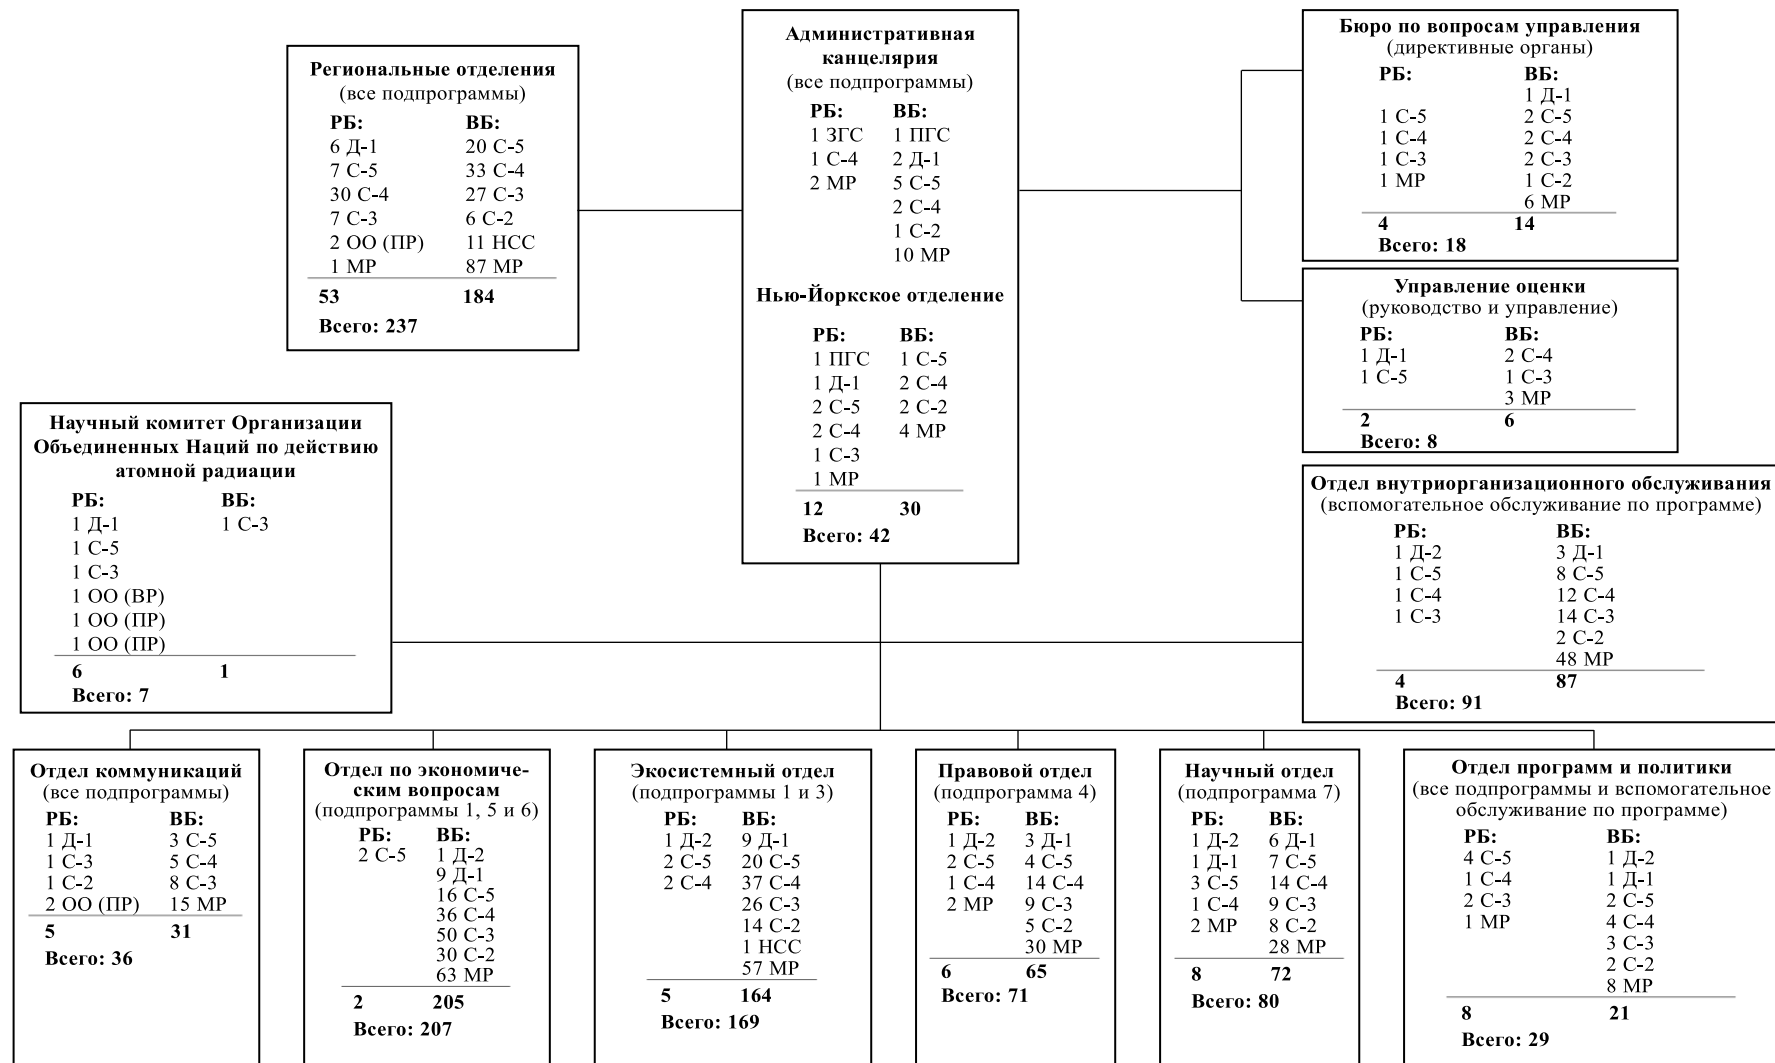 Региональные отделения
(все подпрограммы)
РБ: ВБ:
6 Д-1 20 С-5
7 С-5 33 С-4
30 С-4 27 С-3
7 С-3 6 С-2
2 ОО (ПР) 11 НСС
1 МР 87 МР
53 184
Всего: 237
Административная
канцелярия
(все подпрограммы)
РБ: ВБ:
1 ЗГС 1 ПГС
1 С-4 2 Д-1
2 МР 5 С-5
2 С-4
1 С-2
10 МР
Нью-Йоркское отделение
РБ: ВБ:
1 ПГС 1 С-5
1 Д-1 2 С-4
2 С-5 2 С-2
2 С-4 4 МР
1 С-3
1 МР
12 30
Всего: 42
Бюро по вопросам управления
(директивные органы)
РБ: ВБ:
1 Д-1
1 С-5 2 С-5
1 С-4 2 С-4
1 С-3 2 С-3
1 МР 1 С-2
6 МР
4 14
Всего: 18
Управление оценки
(руководство и управление)
РБ: ВБ:
1 Д-1 2 С-4
1 С-5 1 С-3
3 МР
2 6
Всего: 8
Научный комитет Организации
Объединенных Наций по действию
атомной радиации
РБ: ВБ:
1 Д-1 1 С-3
1 С-5
1 С-3
1 ОО (ВР)
1 ОО (ПР)
1 ОО (ПР)
6 1
Всего: 7
Отдел внутриорганизационного обслуживания
(вспомогательное обслуживание по программе)
РБ: ВБ:
1 Д-2 3 Д-1
1 С-5 8 С-5
1 С-4 12 С-4
1 С-3 14 С-3
2 С-2
48 МР
4 87
Всего: 91
Отдел коммуникаций
(все подпрограммы)
РБ: ВБ:
1 Д-1 3 С-5
1 С-3 5 С-4
1 С-2 8 С-3
2 ОО (ПР) 15 МР
5 31
Всего: 36
Отдел по экономиче-
ским вопросам
(подпрограммы 1, 5 и 6)
РБ: ВБ:
2 С-5 1 Д-2
9 Д-1
16 С-5
36 С-4
50 С-3
30 С-2
63 МР
2 205
Всего: 207
Экосистемный отдел
(подпрограммы 1 и 3)
РБ: ВБ:
1 Д-2 9 Д-1
2 С-5 20 С-5
2 С-4 37 С-4
26 С-3
14 С-2
1 НСС
57 МР
5 164
Всего: 169
Правовой отдел
(подпрограмма 4)
РБ: ВБ:
1 Д-2 3 Д-1
2 С-5 4 С-5
1 С-4 14 С-4
2 МР 9 С-3
5 С-2
30 МР
6 65
Всего: 71
Научный отдел
(подпрограмма 7)
РБ: ВБ:
1 Д-2 6 Д-1
1 Д-1 7 С-5
3 С-5 14 С-4
1 С-4 9 С-3
2 МР 8 С-2
28 МР
8 72
Всего: 80
Отдел программ и политики
(все подпрограммы и вспомогательное
обслуживание по программе)
РБ: ВБ:
4 С-5 1 Д-2
1 С-4 1 Д-1
2 С-3 2 С-5
1 МР 4 С-4
3 С-3
2 С-2
8 МР
8 21
Всего: 29